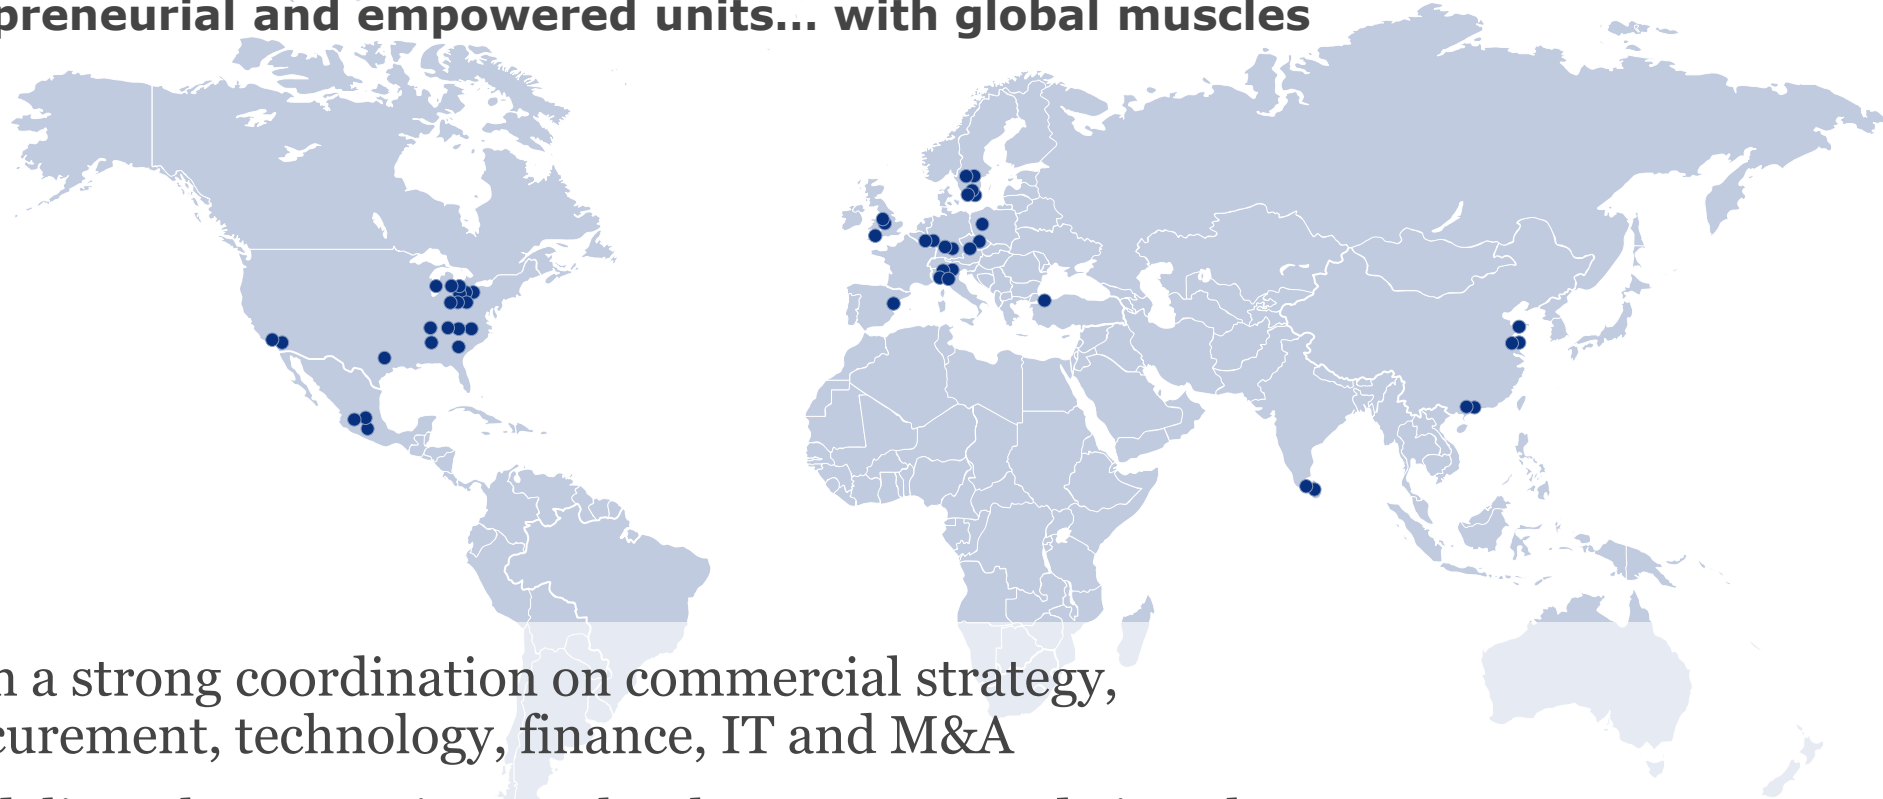 preneurial and empowered units... with global muscles
a strong coordination on commercial strategy,
curement, technology, finance, IT and M&A